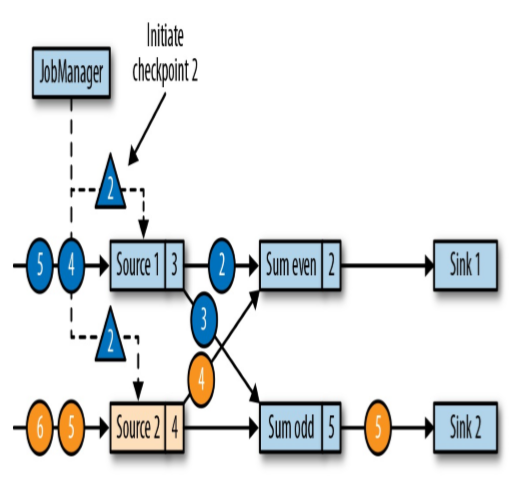 Initiate
checkpoint 2
JobManager
2
5 4 Source 1 3 2 Sum even 2 Sink 1
3
2
4
6 5 Source 2 4 Sum odd 5 5 Sink 2